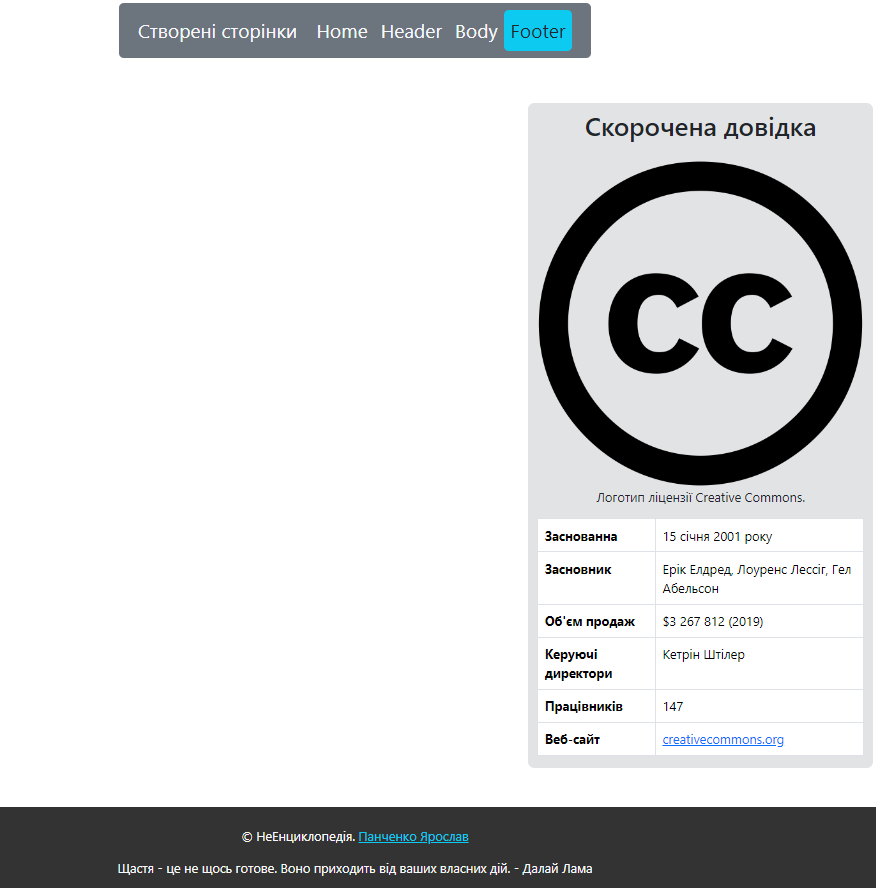 Створені сторінки Home Header Body Footer
Скорочена довідка
cc
Логотип ліцензії Creative Commons.
Заснованна 15 січня 2001 року
Засновник Ерік Елдред, Лоуренс Лессіг, Гел
Абельсон
Об'єм продаж $3 267 812 (2019)
Керуючі Кетрін Штілер
директори
Працівників 147
Веб-сайт creativecommons.org
© НеЕнциклопедія. Панченко Ярослав
Щастя - це не щось готове. Воно приходить від ваших власних дій. - Далай Лама